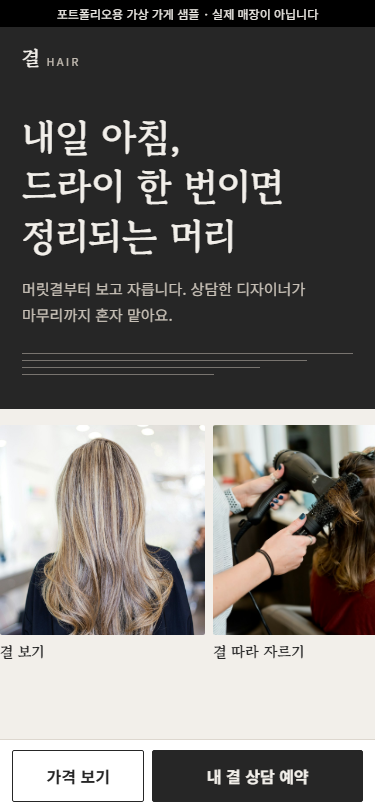 포트폴리오용 가상 가게 샘플 · 실제 매장이 아닙니다
결 HAIR
내일 아침,
드라이 한 번이면
정리되는 머리
머릿결부터 보고 자릅니다. 상담한 디자이너가
마무리까지 혼자 맡아요.
결 보기
결 따라 자르기
가격 보기
내 결 상담 예약